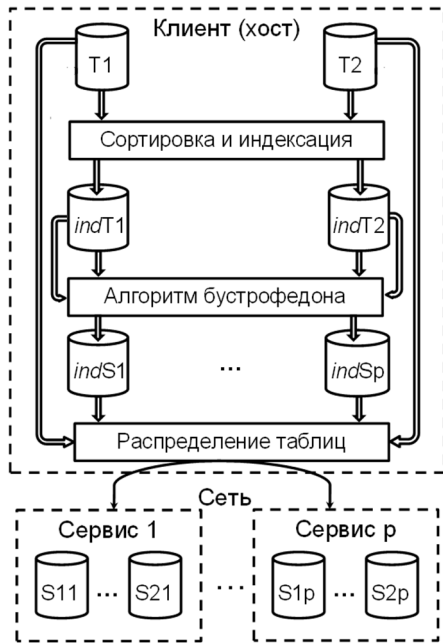 Клиент (хост)
T1 T2
Сортировка и индексация
indT1 indT2
Алгоритм бустрофедона
indS1 ... indSp
Распределение таблиц
Сеть
Сервис 1 Сервис p
S11 ... S21 ... S1p ... S2p